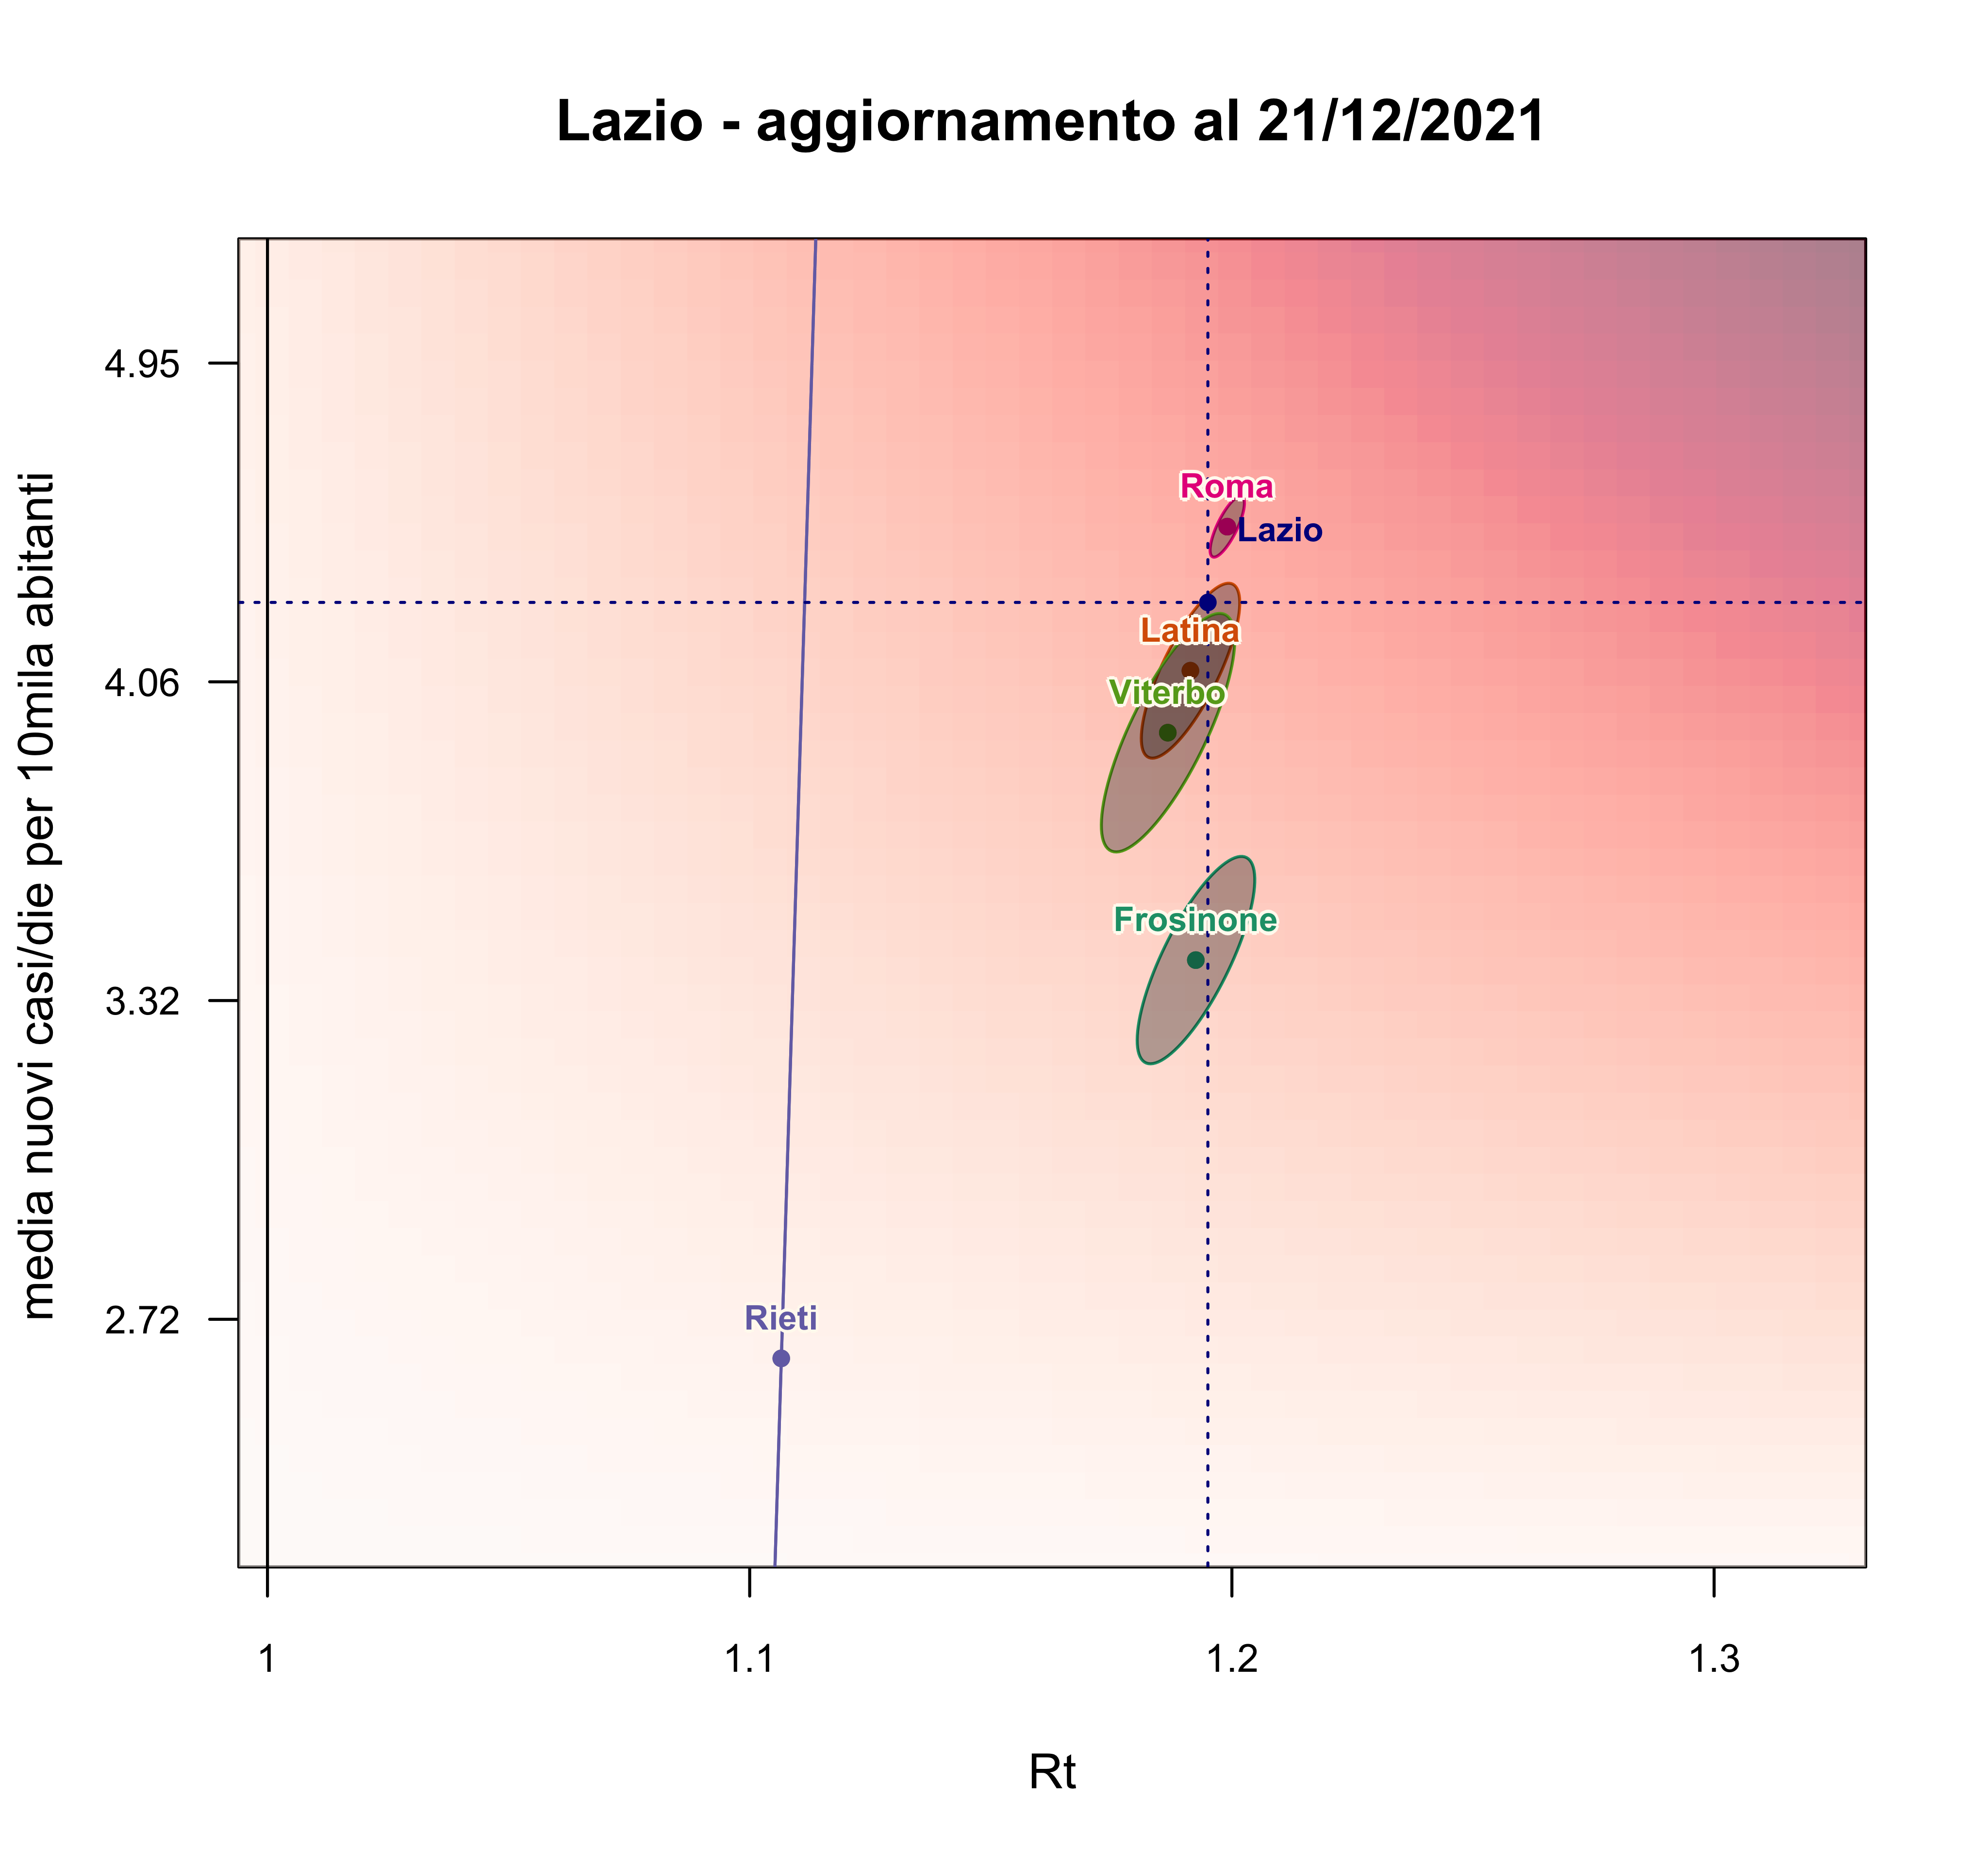 Lazio - aggiornamento al 21/12/2021
media nuovi casi/die per 10mila abitanti
4.95
4.06
3.32
2.72
Roma
Lazio
Latina
Viterbo
Frosinone
Rieti
1
1.1
1.2
1.3
Rt